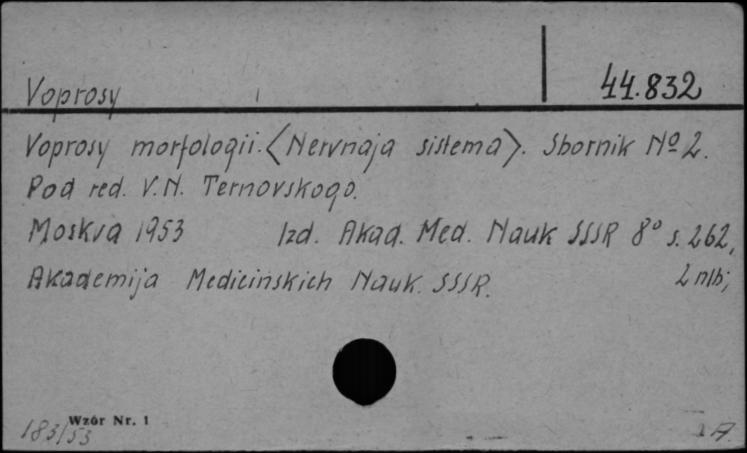 Voprosy
44.832
Voprosy morfologii. <Nervnaja sistema>. Sbornik Nº 2.
Pod red. V.N. Ternovskogo.
Moskva 1953 Izd. Akad. Med. Nauk SSSR 8° s. 262,
2 nlb;
Akademija Medicinskich Nauk. SSSR.
Wzór Nr. 1
183/53